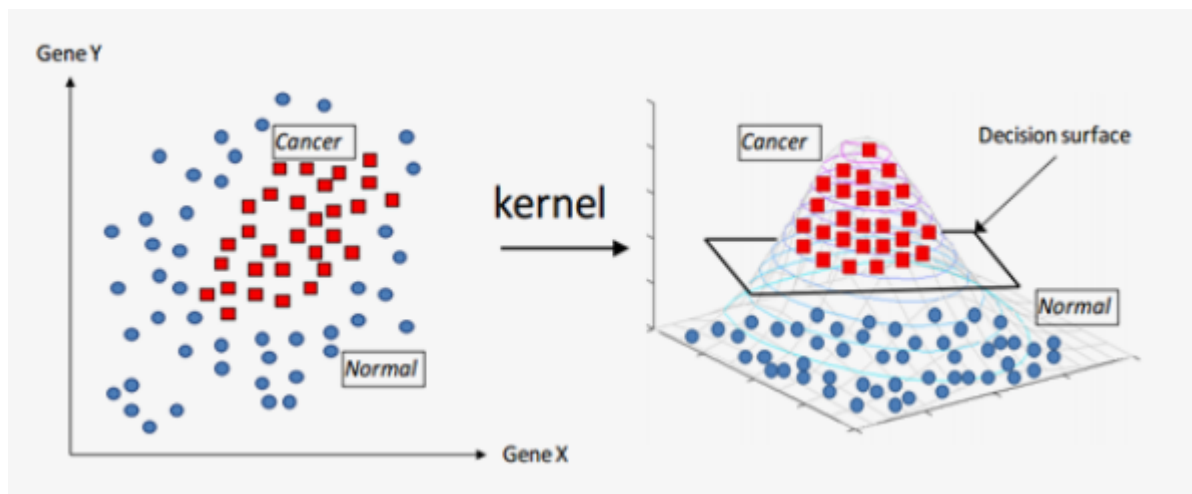 Gene Y
Cancer
Normal
Gene X
kernel
Cancer
Decision surface
Normal